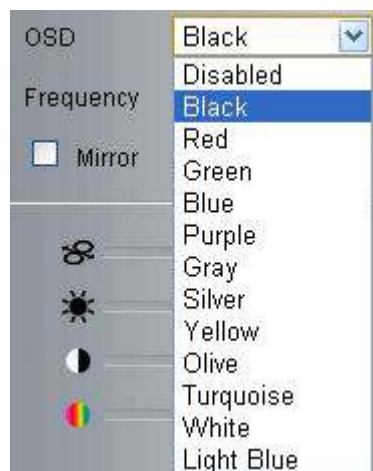 OSD Black
Disabled
Frequency Black
Red
Mirror Green
Blue
Purple
Gray
Silver
Yellow
Olive
Turquoise
White
Light Blue